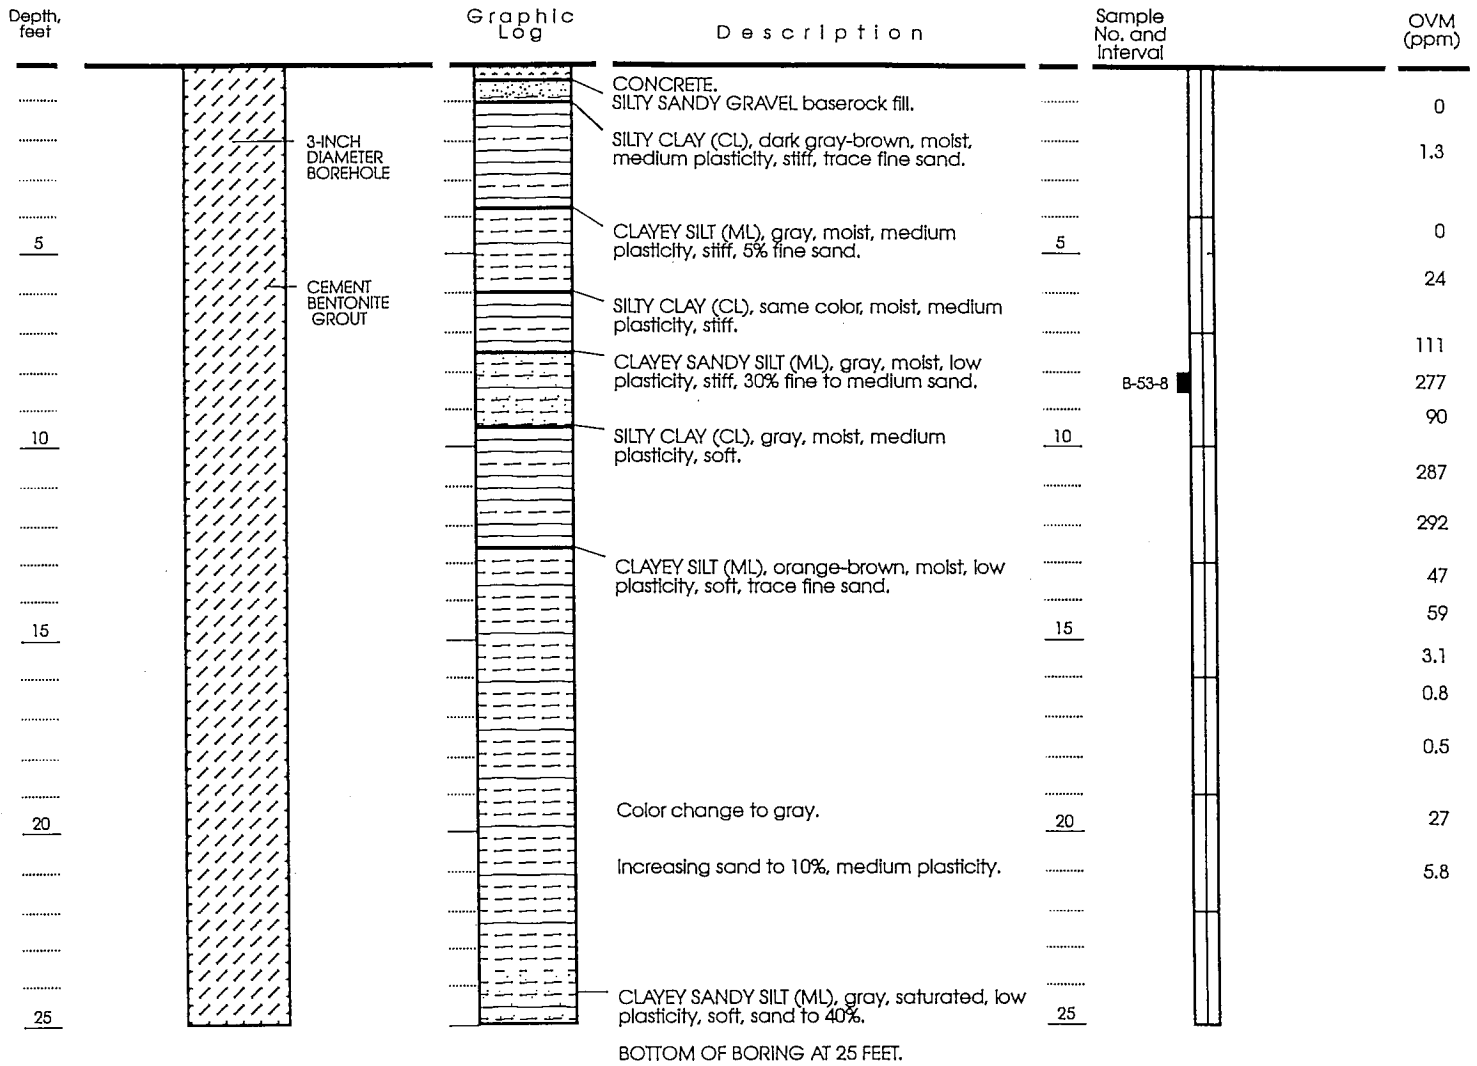 Depth, feet
Graphic Log
Description
Sample No. and Interval
OVM (ppm)
CONCRETE.
SILTY SANDY GRAVEL baserock fill.
0
3-INCH
DIAMETER
BOREHOLE
SILTY CLAY (CL), dark gray-brown, moist,
medium plasticity, stiff, trace fine sand.
1.3
CLAYEY SILT (ML), gray, moist, medium
plasticity, stiff, 5% fine sand.
0
5
5
24
CEMENT
BENTONITE
GROUT
SILTY CLAY (CL), same color, moist, medium
plasticity, stiff.
111
CLAYEY SANDY SILT (ML), gray, moist, low
plasticity, stiff, 30% fine to medium sand.
B-53-8
277
90
10
SILTY CLAY (CL), gray, moist, medium
plasticity, soft.
10
287
292
CLAYEY SILT (ML), orange-brown, moist, low
plasticity, soft, trace fine sand.
47
59
15
15
3.1
0.8
0.5
Color change to gray.
20
20
27
Increasing sand to 10%, medium plasticity.
5.8
CLAYEY SANDY SILT (ML), gray, saturated, low
plasticity, soft, sand to 40%.
25
25
BOTTOM OF BORING AT 25 FEET.